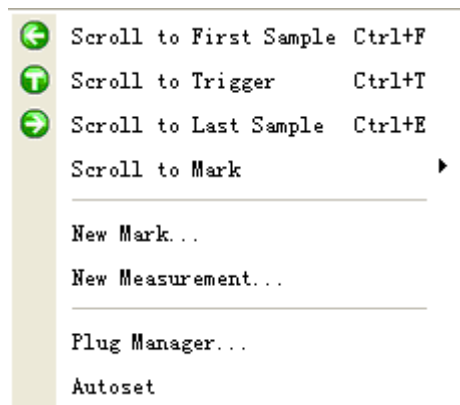 Scroll to First Sample Ctrl+F
T Scroll to Trigger Ctrl+T
Scroll to Last Sample Ctrl+E
Scroll to Mark
New Mark...
New Measurement...
Plug Manager...
Autoset